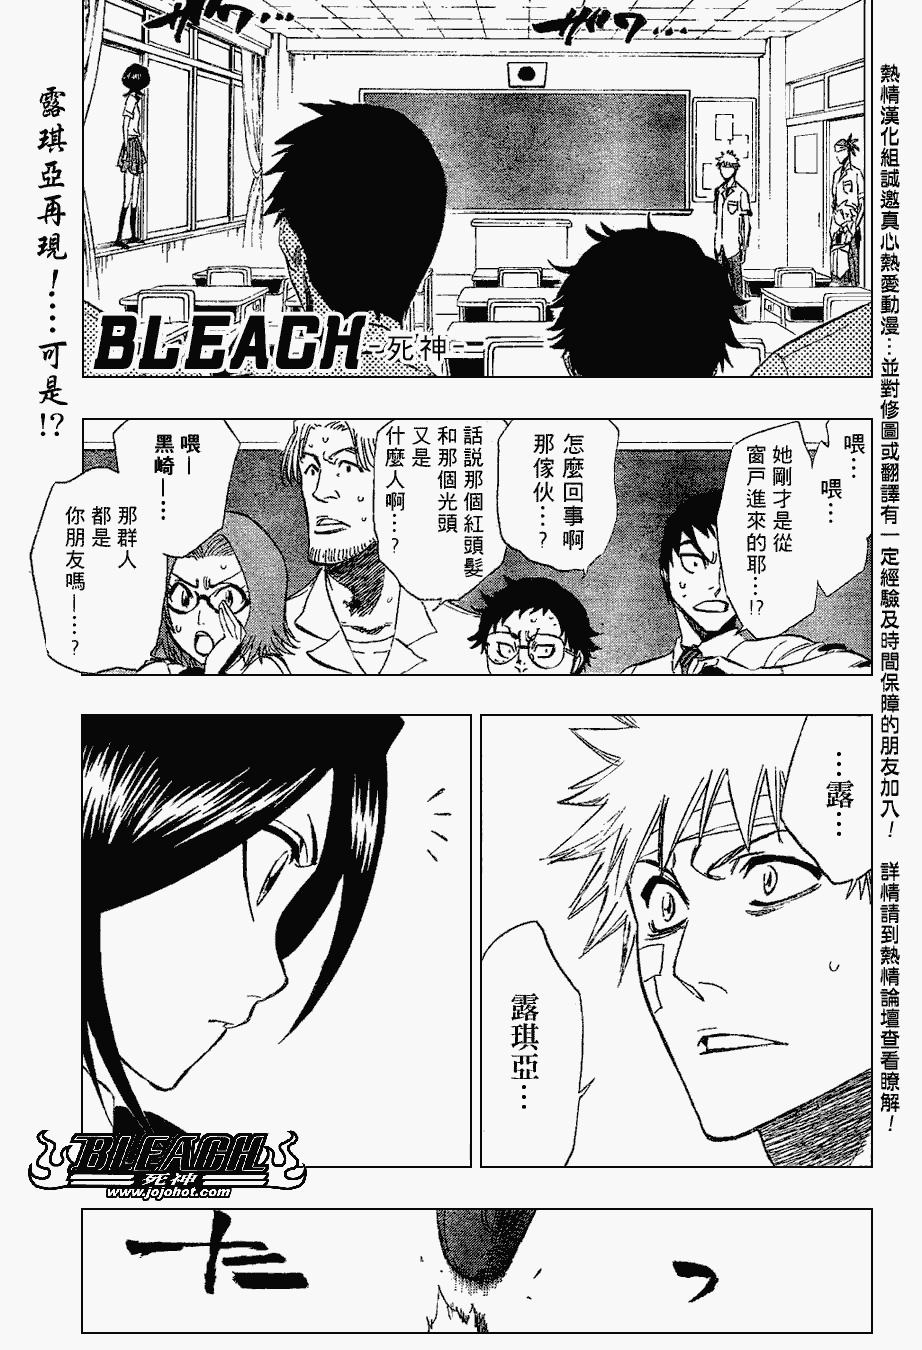 ザワ…
ザワ…
露琪亞再現！……可是!?
BLEACH
-死神-
喂…
喂…
她剛才是從
窗戸進來的耶…!?
怎麼回事啊
那傢伙…?
話説那個紅頭髮
和那個光頭
又是
什麼人啊…?
喂—
黑崎—…
那群人
都是
你朋友嗎—…?
…露…
露琪亞…
たっ
BLEACH
死神
www.jojohot.com
熱情漢化組誠邀真心熱愛動漫…並對修圖或翻譯有一定經驗及時間保障的朋友加入！ 詳情請到熱情論壇查看瞭解！